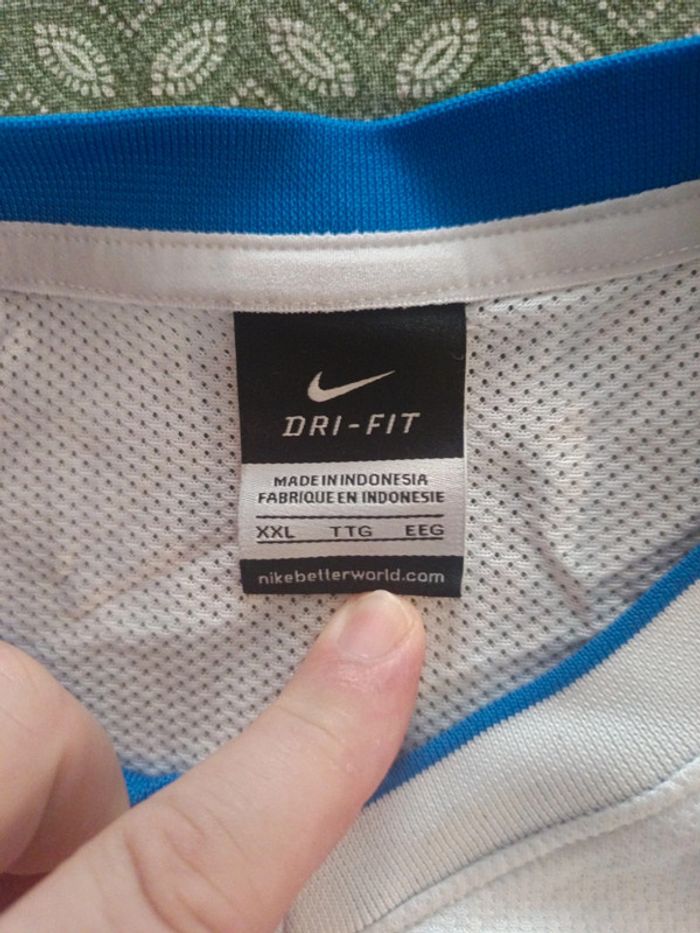 DRI-FIT
MADE IN INDONESIA
FABRIQUE EN INDONESIE
XXL TTG EEG
nikebetterworld.com